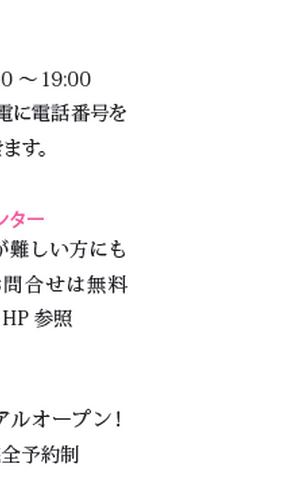 0 〜 19:00
電に電話番号を
ます。
ンター
が難しい方にも
問合せは無料
HP 参照
アルオープン！
全予約制